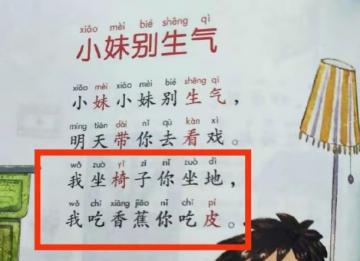 xiǎo mèi bié shēng qì
小妹别生气
xiǎo mèi xiǎo mèi bié shēng qì
小妹小妹别生气，
míng tiān dài nǐ qù kàn xì
明天带你去看戏。
wǒ zuò yǐ zi nǐ zuò dì
我坐椅子你坐地，
wǒ chī xiāng jiāo nǐ chī pí
我吃香蕉你吃皮。